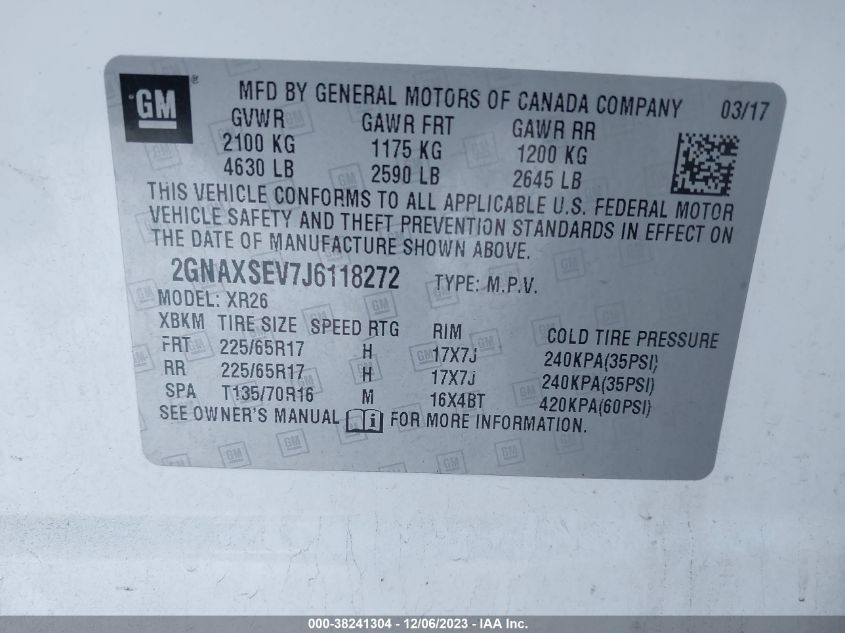 GM ®
MFD BY GENERAL MOTORS OF CANADA COMPANY 03/17
GVWR GAWR FRT GAWR RR
2100 KG 1175 KG 1200 KG
4630 LB 2590 LB 2645 LB
THIS VEHICLE CONFORMS TO ALL APPLICABLE U.S. FEDERAL MOTOR
VEHICLE SAFETY AND THEFT PREVENTION STANDARDS IN EFFECT ON
THE DATE OF MANUFACTURE SHOWN ABOVE.
2GNAXSEV7J6118272 TYPE: M.P.V.
MODEL: XR26
XBKM TIRE SIZE SPEED RTG RIM COLD TIRE PRESSURE
FRT 225/65R17 H 17X7J 240KPA(35PSI)
RR 225/65R17 H 17X7J 240KPA(35PSI)
SPA T135/70R16 M 16X4BT 420KPA(60PSI)
SEE OWNER'S MANUAL i FOR MORE INFORMATION.
000-38241304 - 12/06/2023 - IAA Inc.